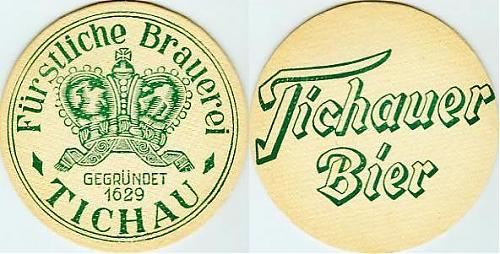 Fürstliche Brauerei
GEGRÜNDET
1629
TICHAU
Tichauer
Bier